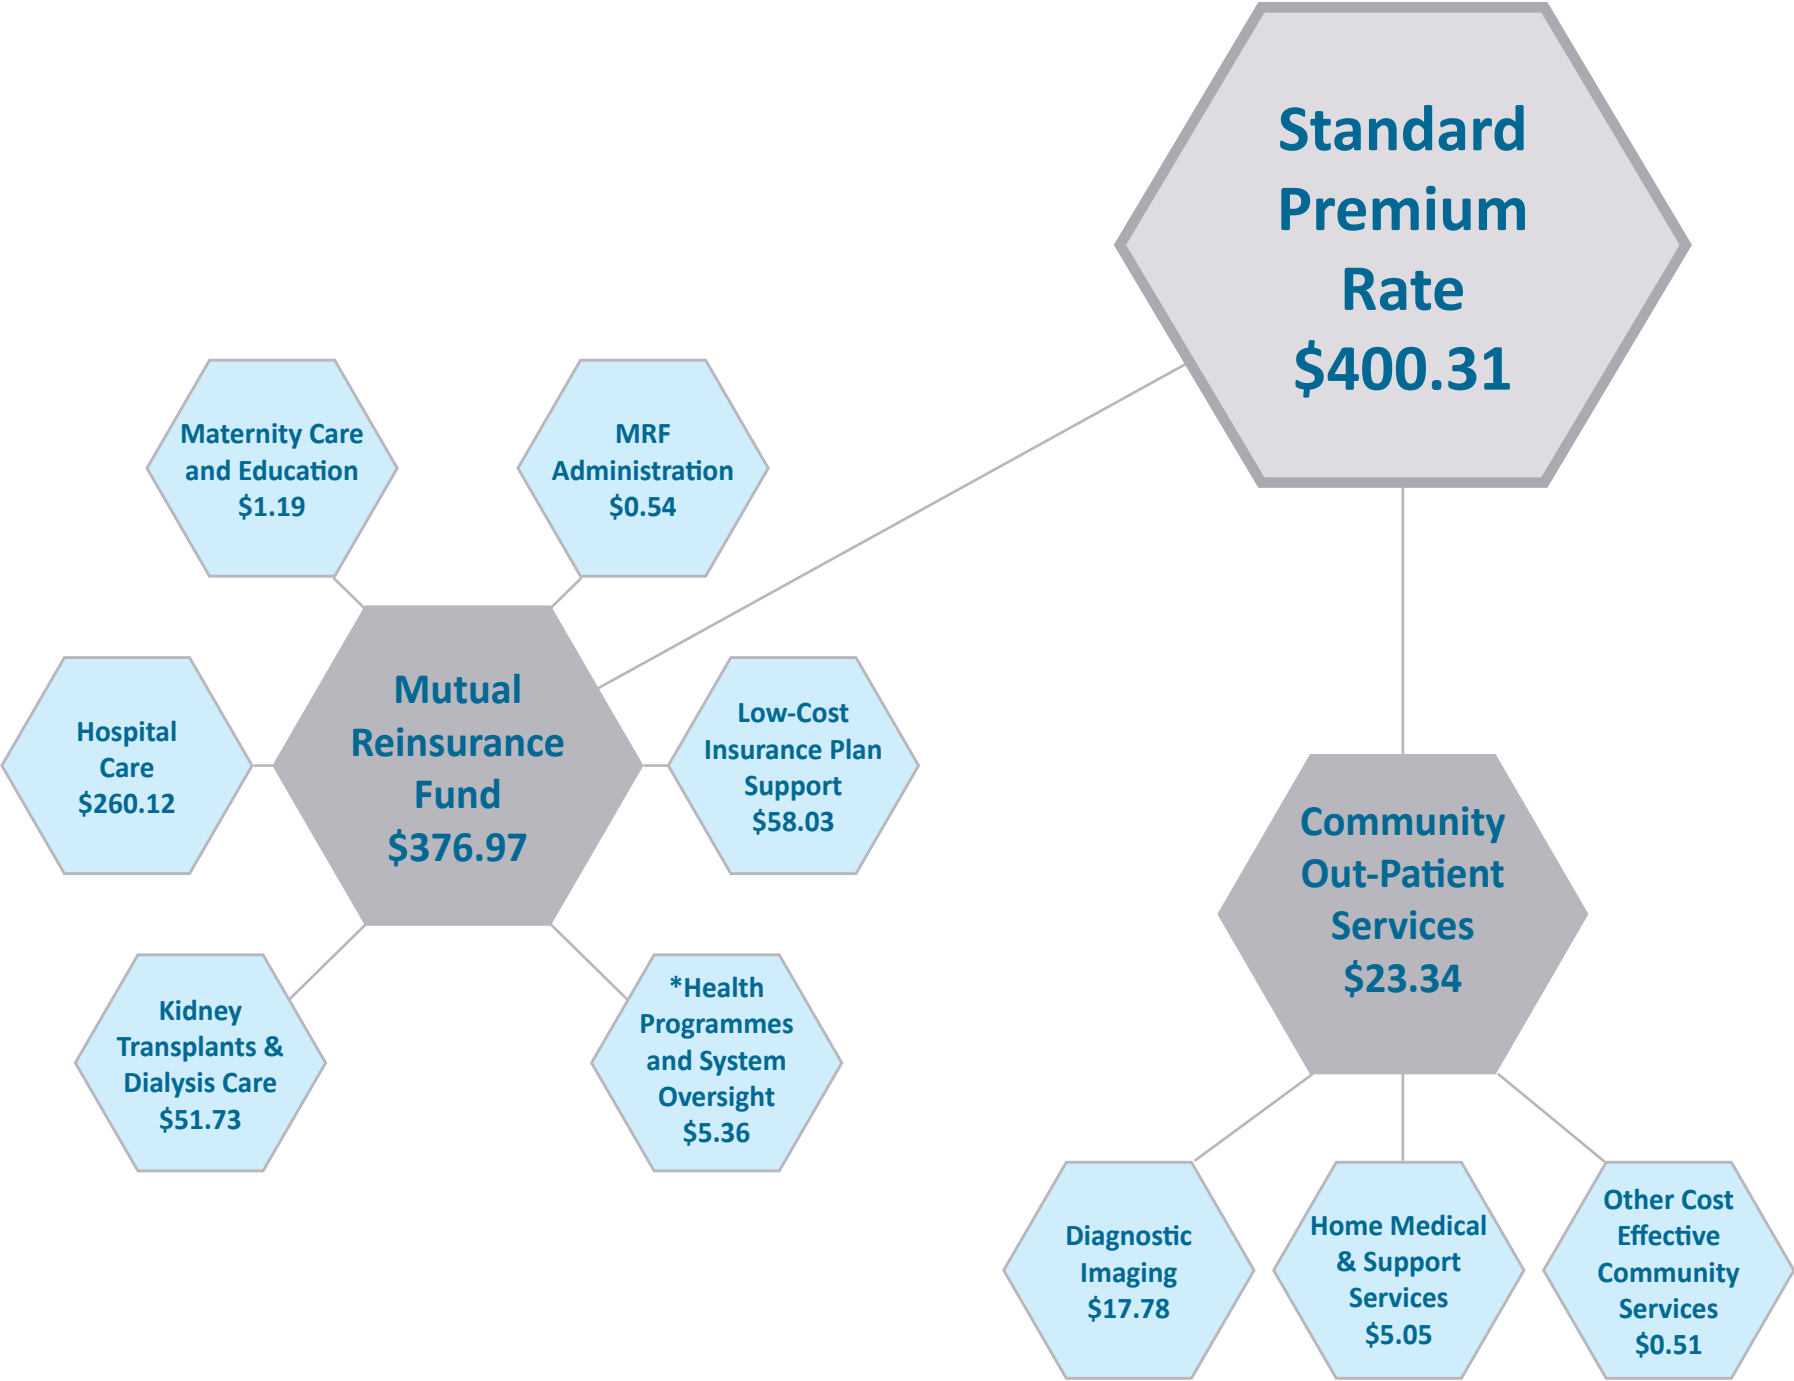 Standard
Premium
Rate
$400.31
Maternity Care
and Education
$1.19
MRF
Administration
$0.54
Mutual
Reinsurance
Fund
$376.97
Hospital
Care
$260.12
Low-Cost
Insurance Plan
Support
$58.03
Kidney
Transplants &
Dialysis Care
$51.73
*Health
Programmes
and System
Oversight
$5.36
Community
Out-Patient
Services
$23.34
Diagnostic
Imaging
$17.78
Home Medical
& Support
Services
$5.05
Other Cost
Effective
Community
Services
$0.51